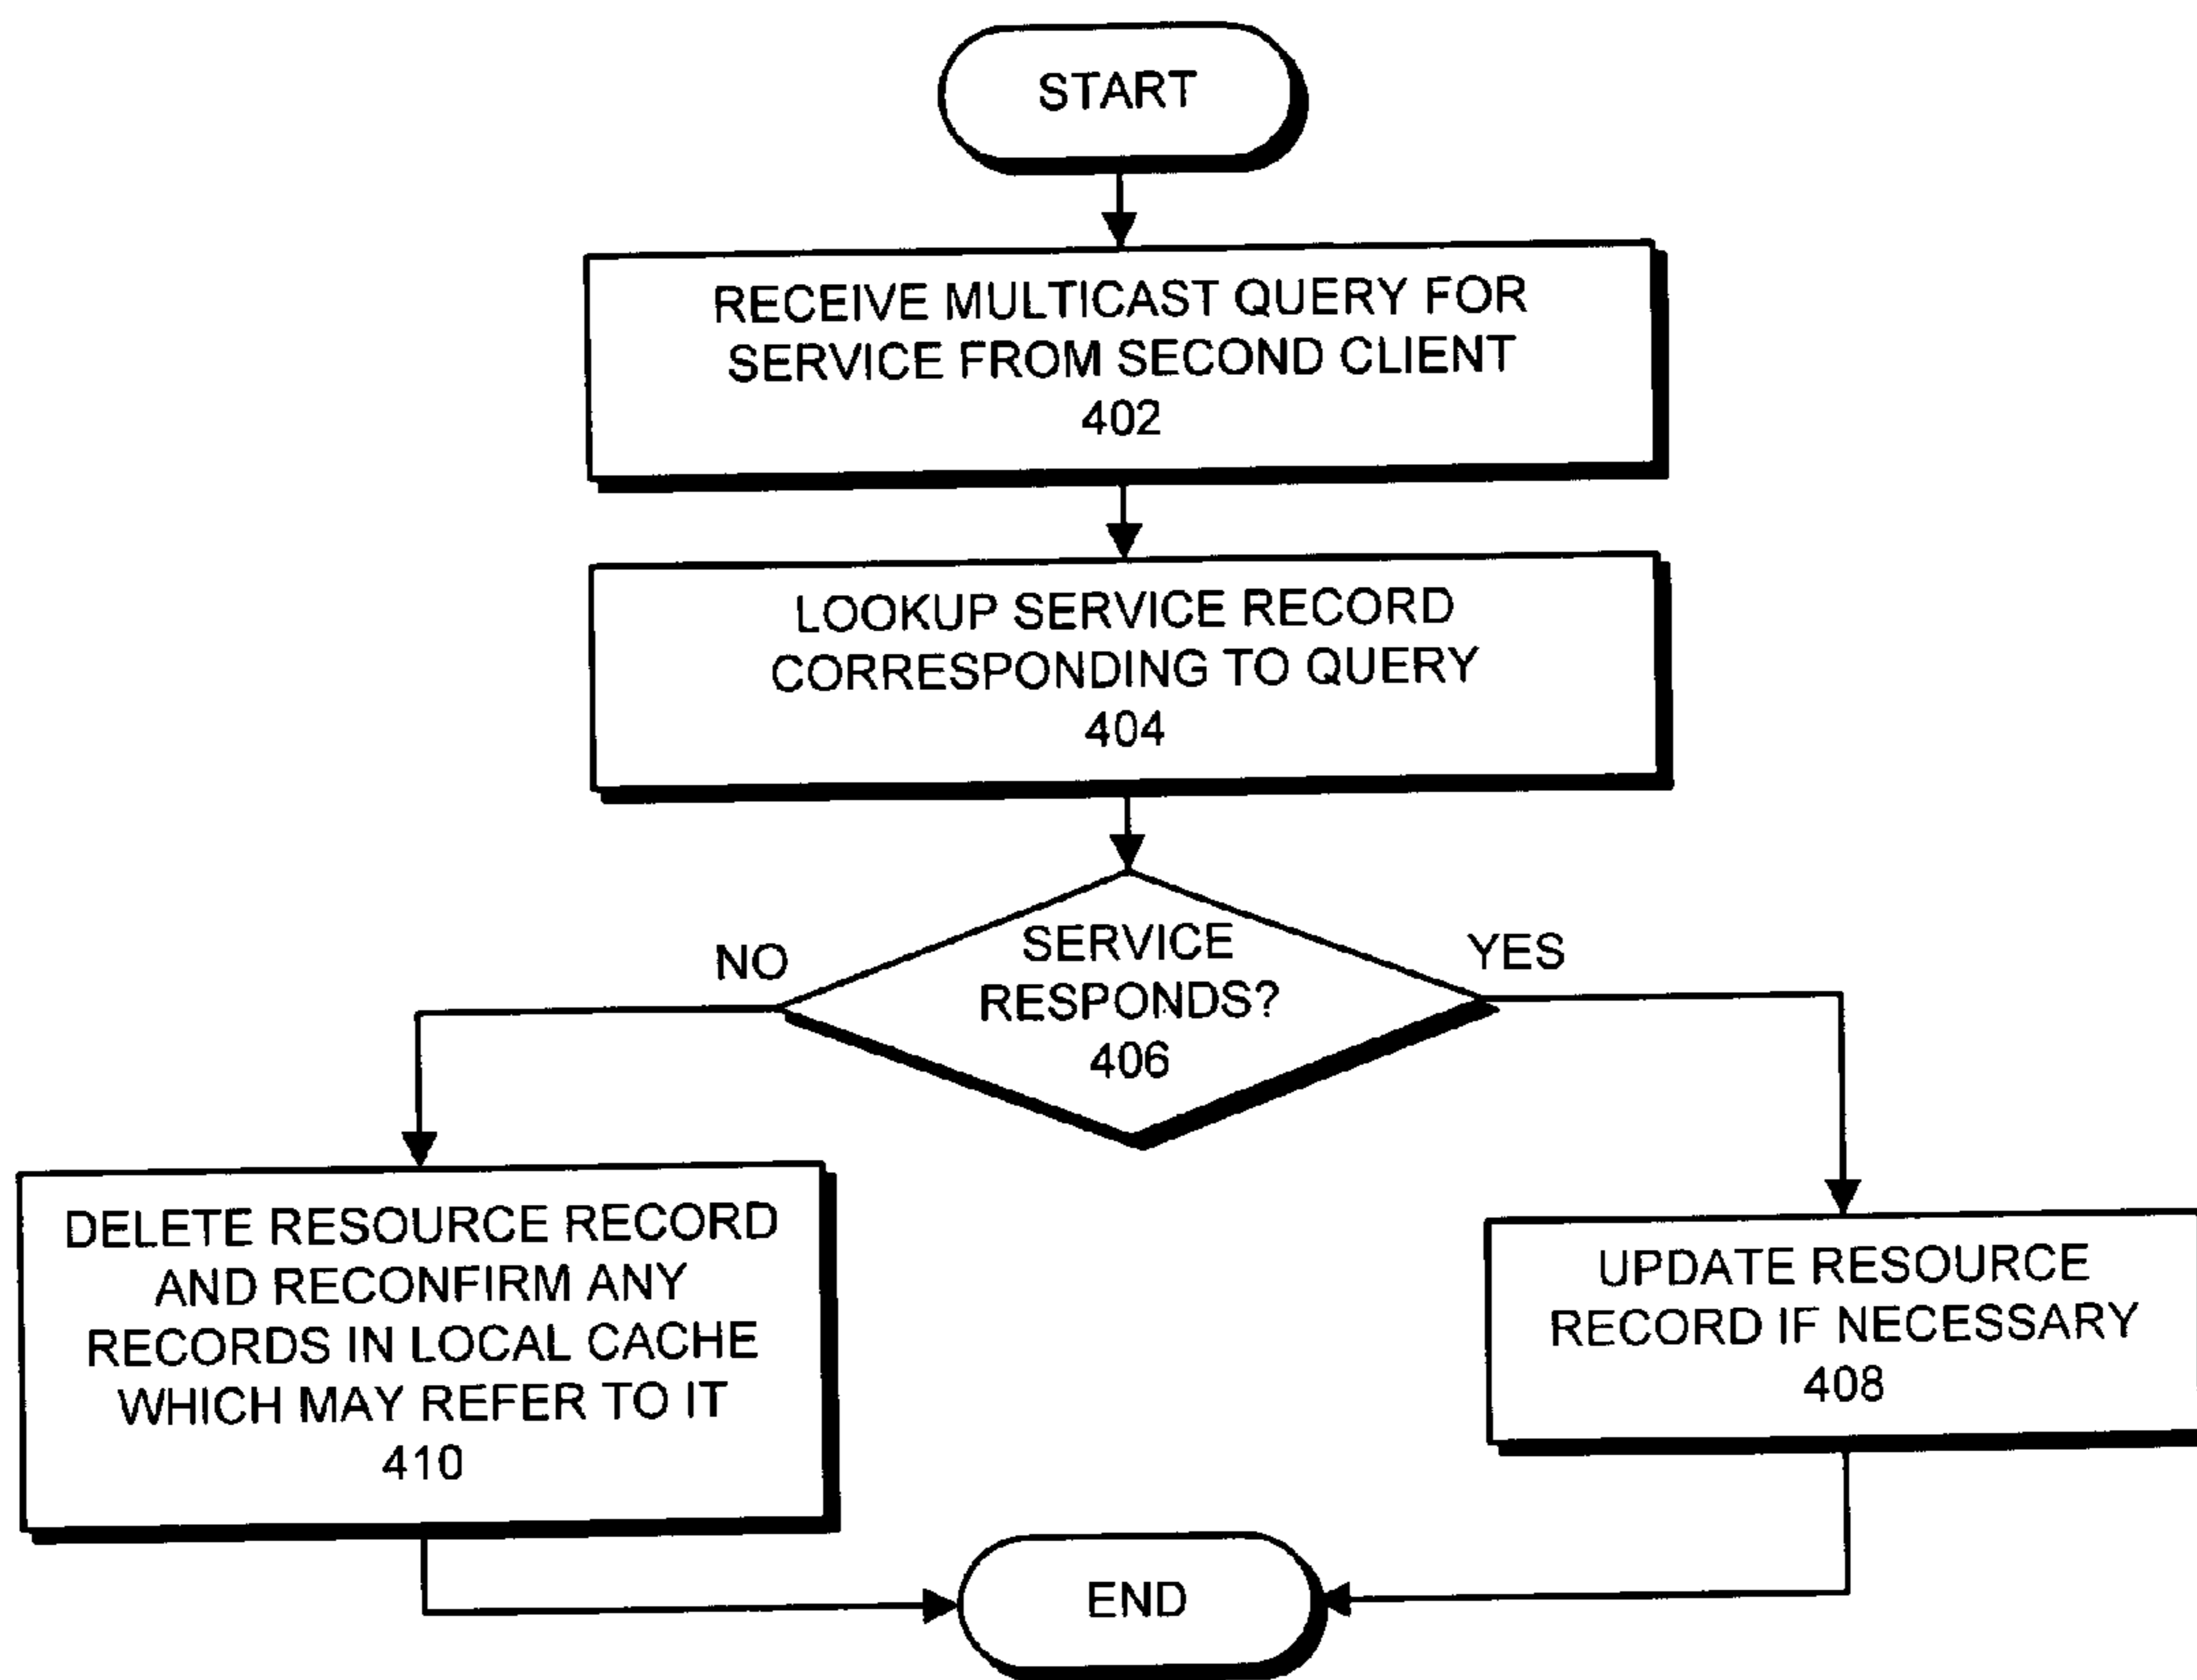 START
RECEIVE MULTICAST QUERY FOR
SERVICE FROM SECOND CLIENT
402
LOOKUP SERVICE RECORD
CORRESPONDING TO QUERY
404
SERVICE
RESPONDS?
406
NO
YES
DELETE RESOURCE RECORD
AND RECONFIRM ANY
RECORDS IN LOCAL CACHE
WHICH MAY REFER TO IT
410
UPDATE RESOURCE
RECORD IF NECESSARY
408
END